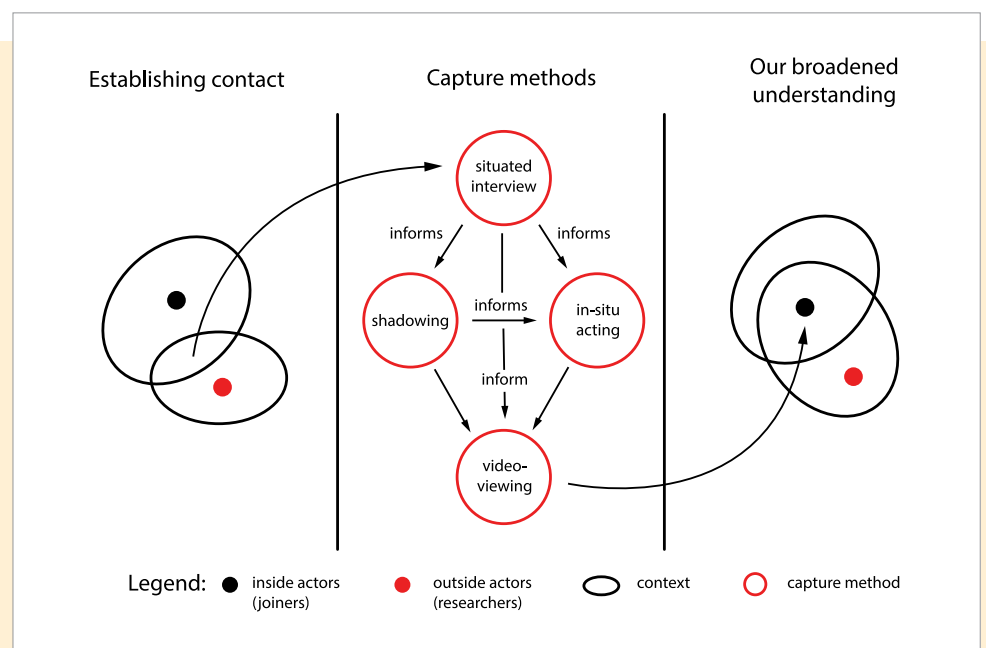 Establishing contact
Capture methods
Our broadened
understanding
situated
interview
informs
informs
shadowing
informs
in-situ
acting
inform
video-
viewing
Legend:
inside actors
(joiners)
outside actors
(researchers)
context
capture method